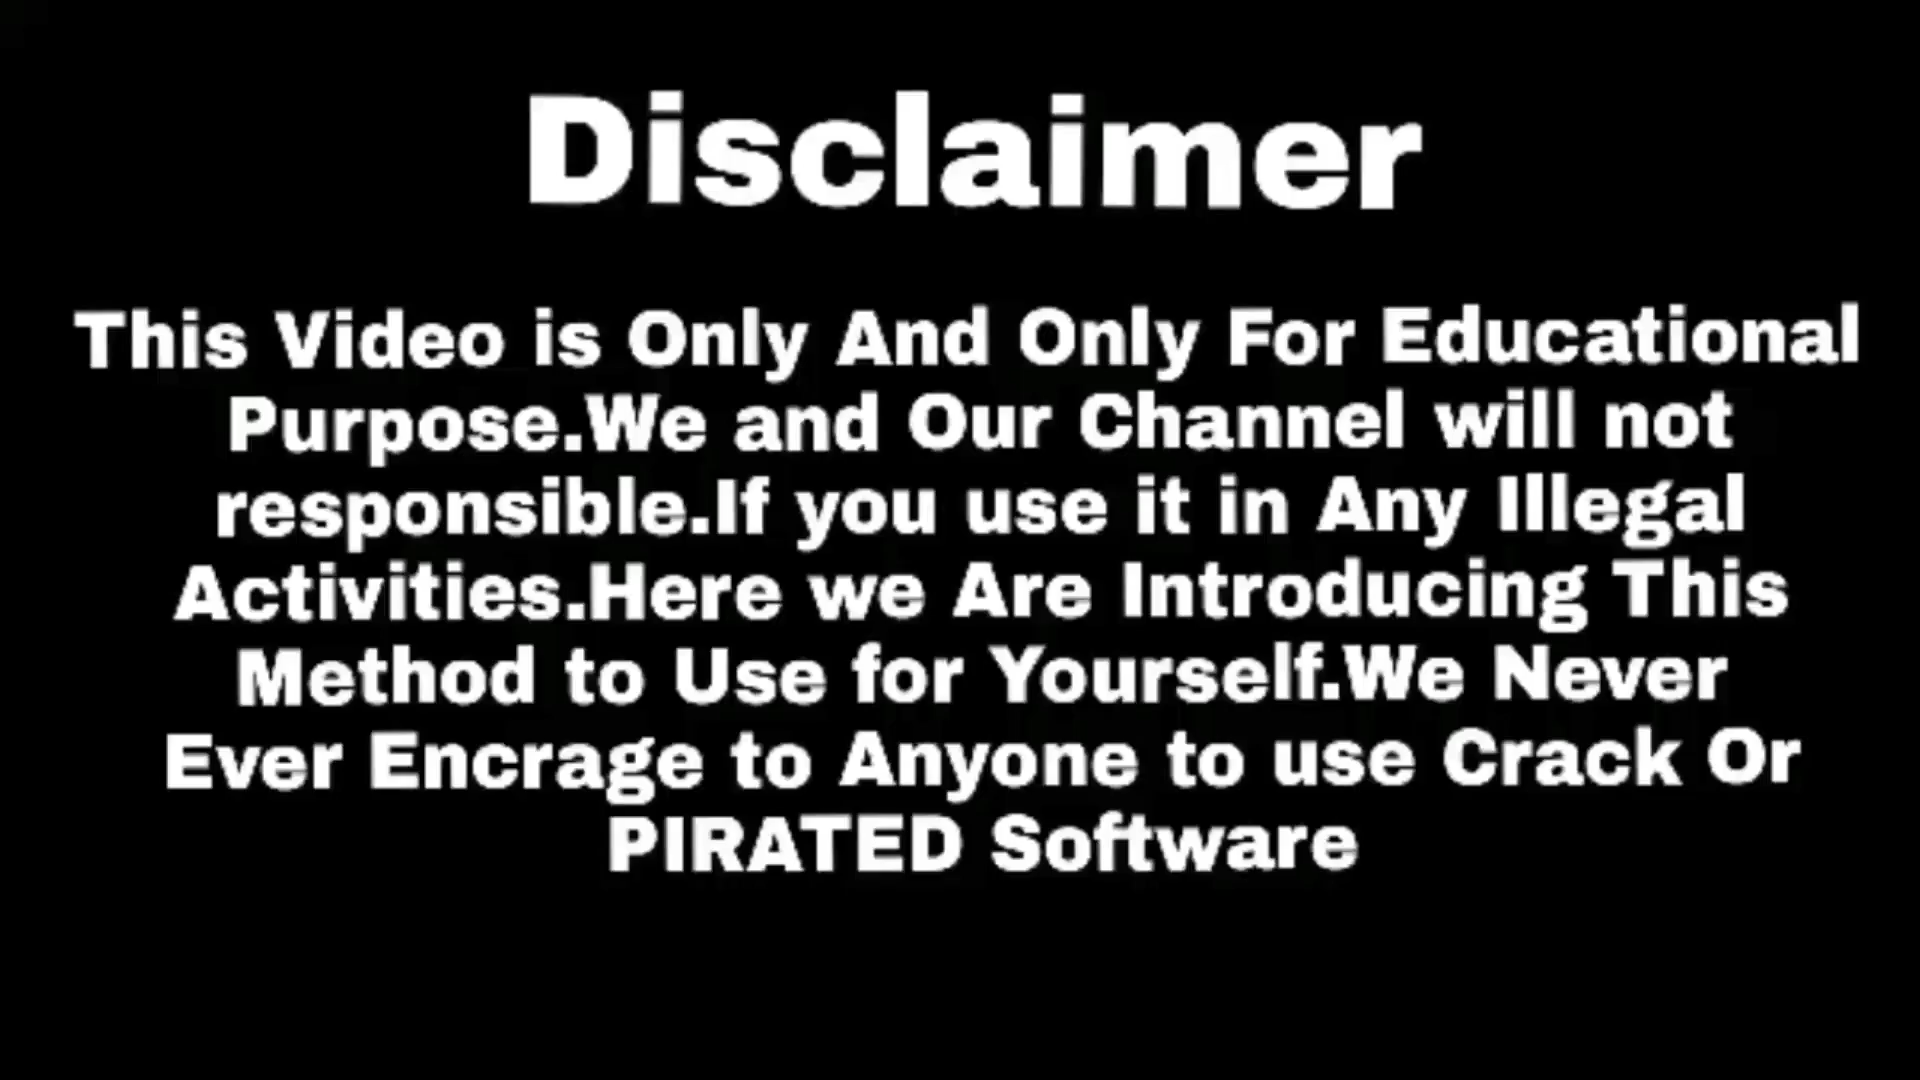 Disclaimer
This Video is Only And Only For Educational
Purpose.We and Our Channel will not
responsible.If you use it in Any Illegal
Activities.Here we Are Introducing This
Method to Use for Yourself.We Never
Ever Encrage to Anyone to use Crack Or
PIRATED Software